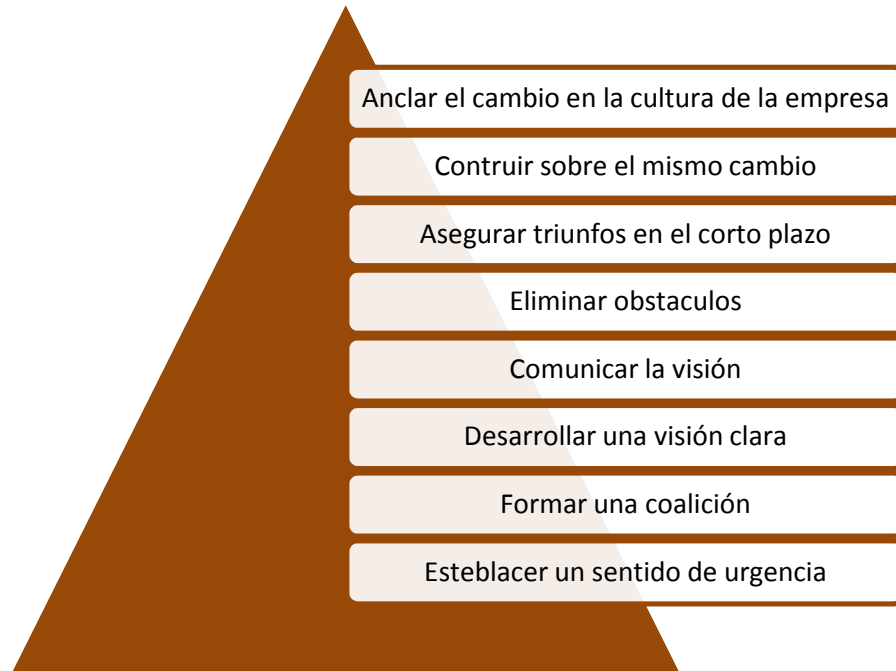 Anclar el cambio en la cultura de la empresa
Contruir sobre el mismo cambio
Asegurar triunfos en el corto plazo
Eliminar obstaculos
Comunicar la visión
Desarrollar una visión clara
Formar una coalición
Esteblacer un sentido de urgencia